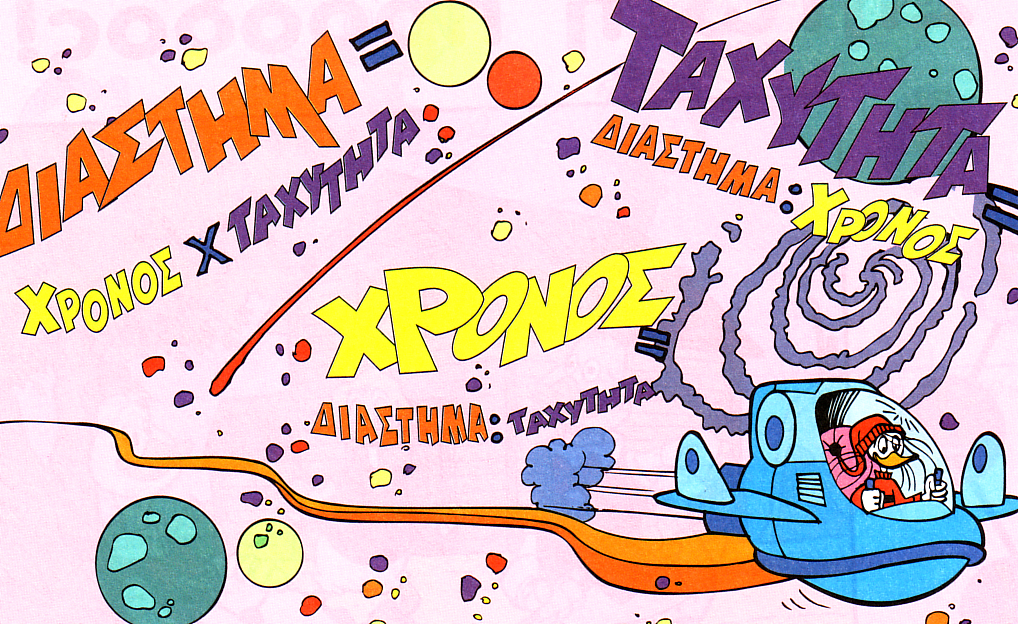 ΔΙΑΣΤΗΜΑ =
ΧΡΟΝΟΣ Χ ΤΑΧΥΤΗΤΑ
ΤΑΧΥΤΗΤΑ =
ΔΙΑΣΤΗΜΑ : ΧΡΟΝΟΣ
ΧΡΟΝΟΣ =
ΔΙΑΣΤΗΜΑ : ΤΑΧΥΤΗΤΑ